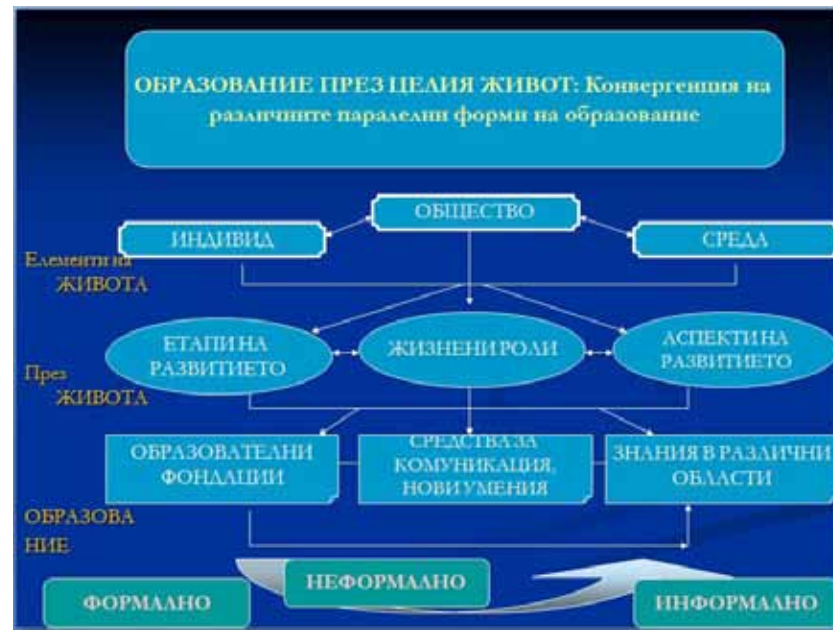 ОБРАЗОВАНИЕ ПРЕЗ ЦЕЛИЯ ЖИВОТ: Конвергенция на
различните паралелни форми на образование
ОБЩЕСТВО
ИНДИВИД
СРЕДА
Елементи на
ЖИВОТА
ЕТАПИ НА
РАЗВИТИЕТО
ЖИЗНЕНИ РОЛИ
АСПЕКТИ НА
РАЗВИТИЕТО
През
ЖИВОТА
ОБРАЗОВАТЕЛНИ
ФОНДАЦИИ
СРЕДСТВА ЗА
КОМУНИКАЦИЯ,
НОВИ УМЕНИЯ
ЗНАНИЯ В РАЗЛИЧНИ
ОБЛАСТИ
ОБРАЗОВА
НИЕ
НЕФОРМАЛНО
ФОРМАЛНО
ИНФОРМАЛНО